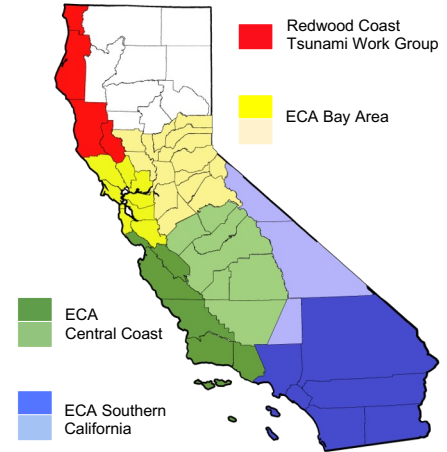 Redwood Coast
Tsunami Work Group
ECA Bay Area
ECA
Central Coast
ECA Southern
California